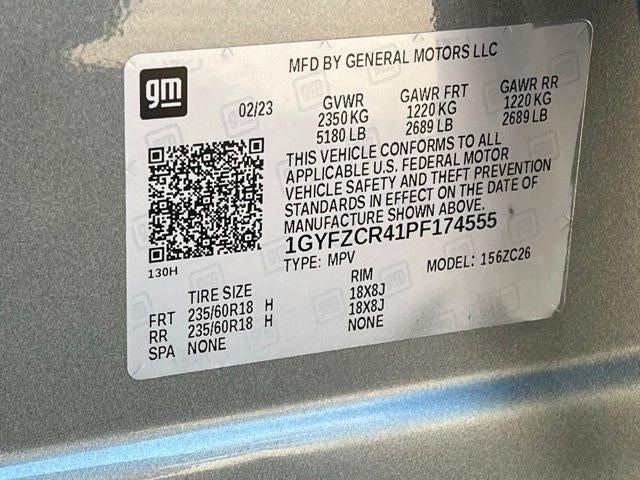 gm
MFD BY GENERAL MOTORS LLC
02/23 GVWR GAWR FRT GAWR RR
2350 KG 1220 KG 1220 KG
5180 LB 2689 LB 2689 LB
THIS VEHICLE CONFORMS TO ALL
APPLICABLE U.S. FEDERAL MOTOR
VEHICLE SAFETY AND THEFT PREVENTION
STANDARDS IN EFFECT ON THE DATE OF
MANUFACTURE SHOWN ABOVE.
1GYFZCR41PF174555
130H
TYPE: MPV MODEL: 156ZC26
TIRE SIZE RIM
FRT 235/60R18 H 18X8J
RR 235/60R18 H 18X8J
SPA NONE NONE